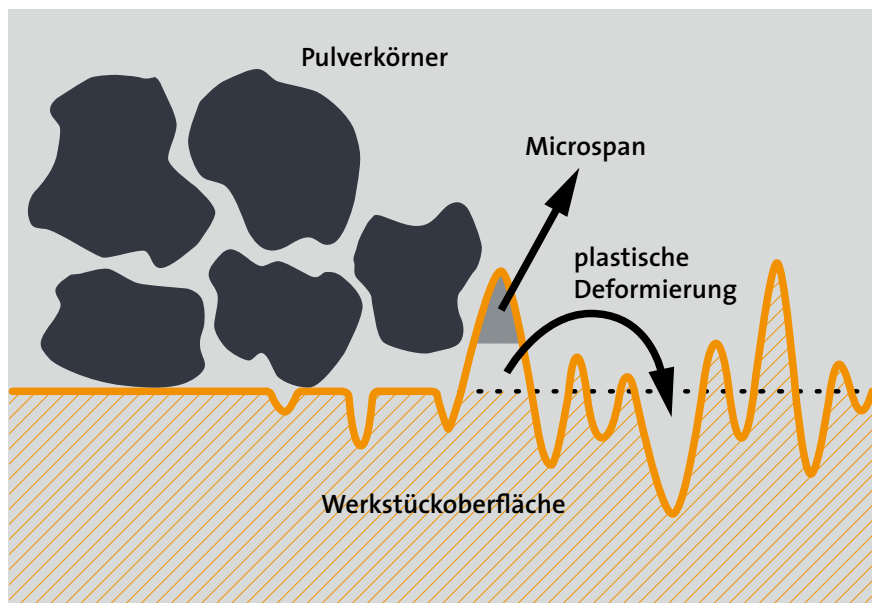 Pulverkörner
Microspan
plastische
Deformierung
Werkstückoberfläche